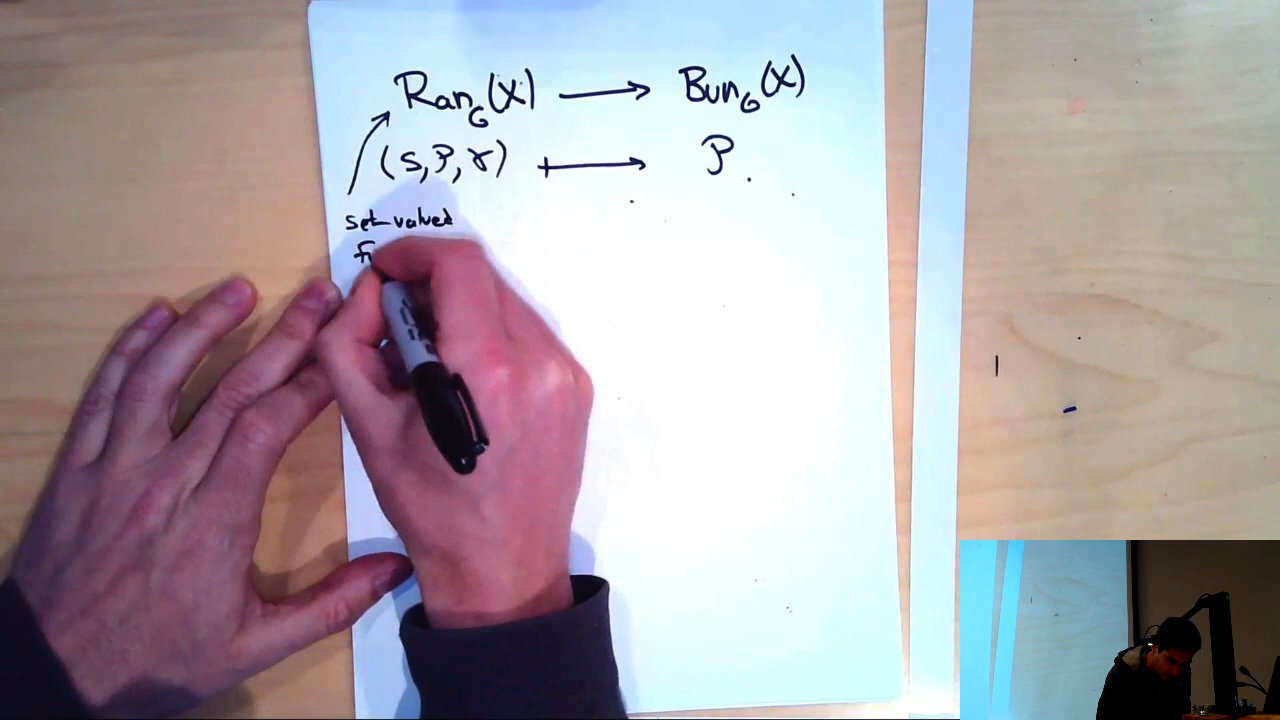 Ran_G(X) ⟶ Bun_G(X)
(S, P, γ) ⟼ P.
set-valued